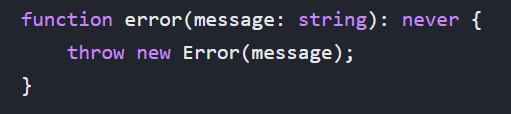 function error(message: string): never {
    throw new Error(message);
}